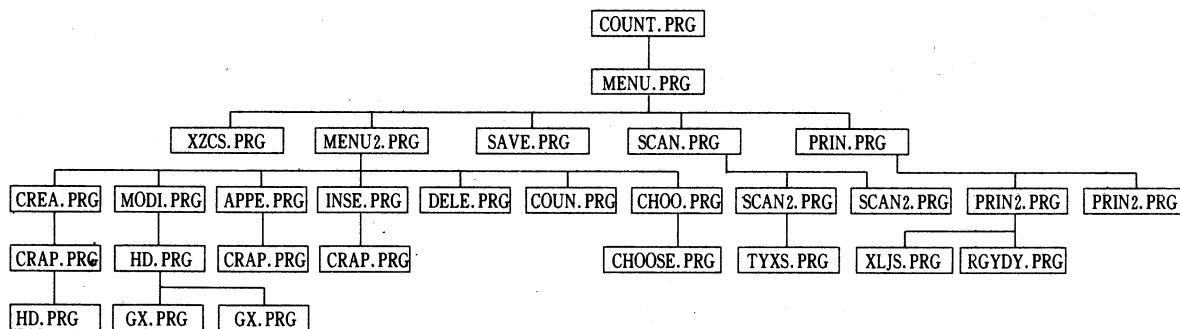 COUNT.PRG
MENU.PRG
XZCS.PRG MENU2.PRG SAVE.PRG SCAN.PRG PRIN.PRG
CREA.PRG MODI.PRG APPE.PRG INSE.PRG DELE.PRG COUN.PRG CHOO.PRG SCAN2.PRG SCAN2.PRG PRIN2.PRG PRIN2.PRG
CRAP.PRG HD.PRG CRAP.PRG CRAP.PRG CHOOSE.PRG TYXS.PRG XLJS.PRG RGYDY.PRG
HD.PRG GX.PRG GX.PRG